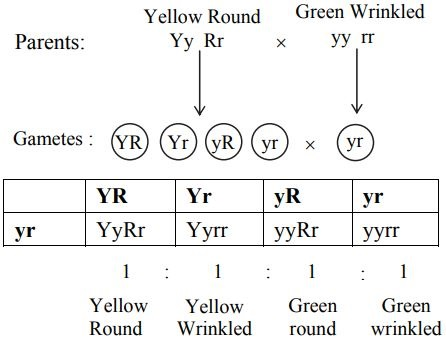 Yellow Round Green Wrinkled
Parents: Yy Rr × yy rr
Gametes : YR Yr yR yr × yr
YR Yr yR yr
yr YyRr Yyrr yyRr yyrr
1 : 1 : 1 : 1
Yellow Yellow Green Green
Round Wrinkled round wrinkled